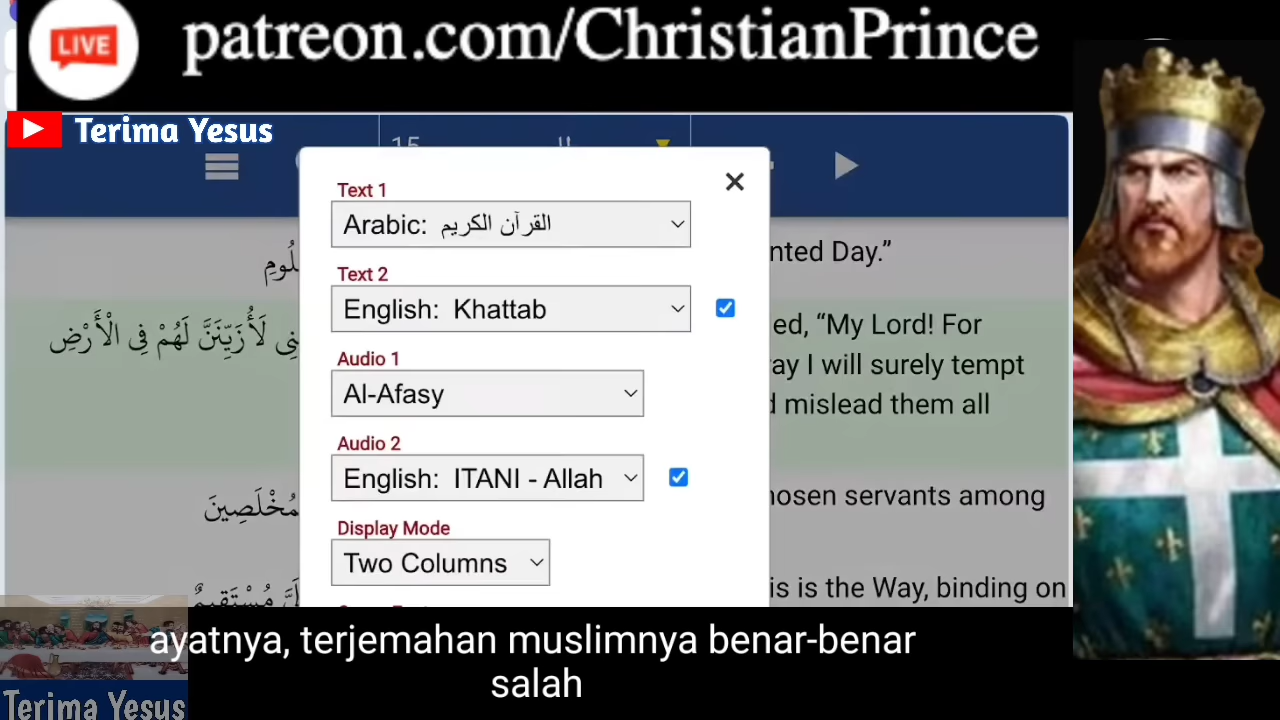 LIVE
patreon.com/ChristianPrince
Terima Yesus
15
Text 1
Arabic: القرآن الكريم
Text 2
English: Khattab
Audio 1
Al-Afasy
Audio 2
English: ITANI - Allah
Display Mode
Two Columns
nted Day.”
لَأُزَيِّنَنَّ لَهُمْ فِى الْأَرْضِ
ed, “My Lord! For
ay I will surely tempt
mislead them all
hosen servants among
is is the Way, binding on
مُسْتَقِيمٌ
ayatnya, terjemahan muslimnya benar-benar
salah
Terima Yesus